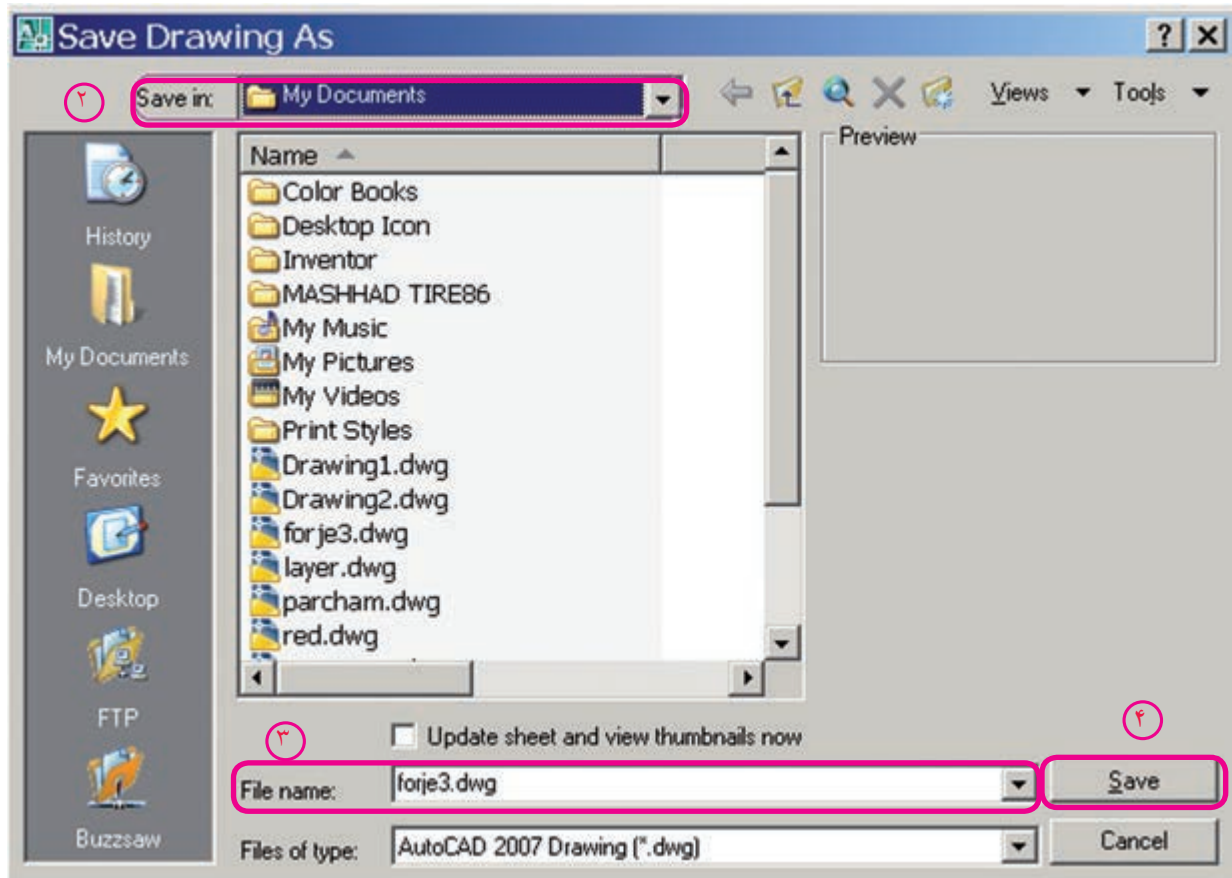 Save Drawing As
۲ Save in: My Documents Views Tools
Name
Preview
Color Books
Desktop Icon
Inventor
MASHHAD TIRE86
My Music
My Pictures
My Videos
Print Styles
Drawing1.dwg
Drawing2.dwg
forje3.dwg
layer.dwg
parcham.dwg
red.dwg
History
My Documents
Favorites
Desktop
FTP
Buzzsaw
Update sheet and view thumbnails now
۳
۴
File name: forje3.dwg Save
Files of type: AutoCAD 2007 Drawing (*.dwg) Cancel